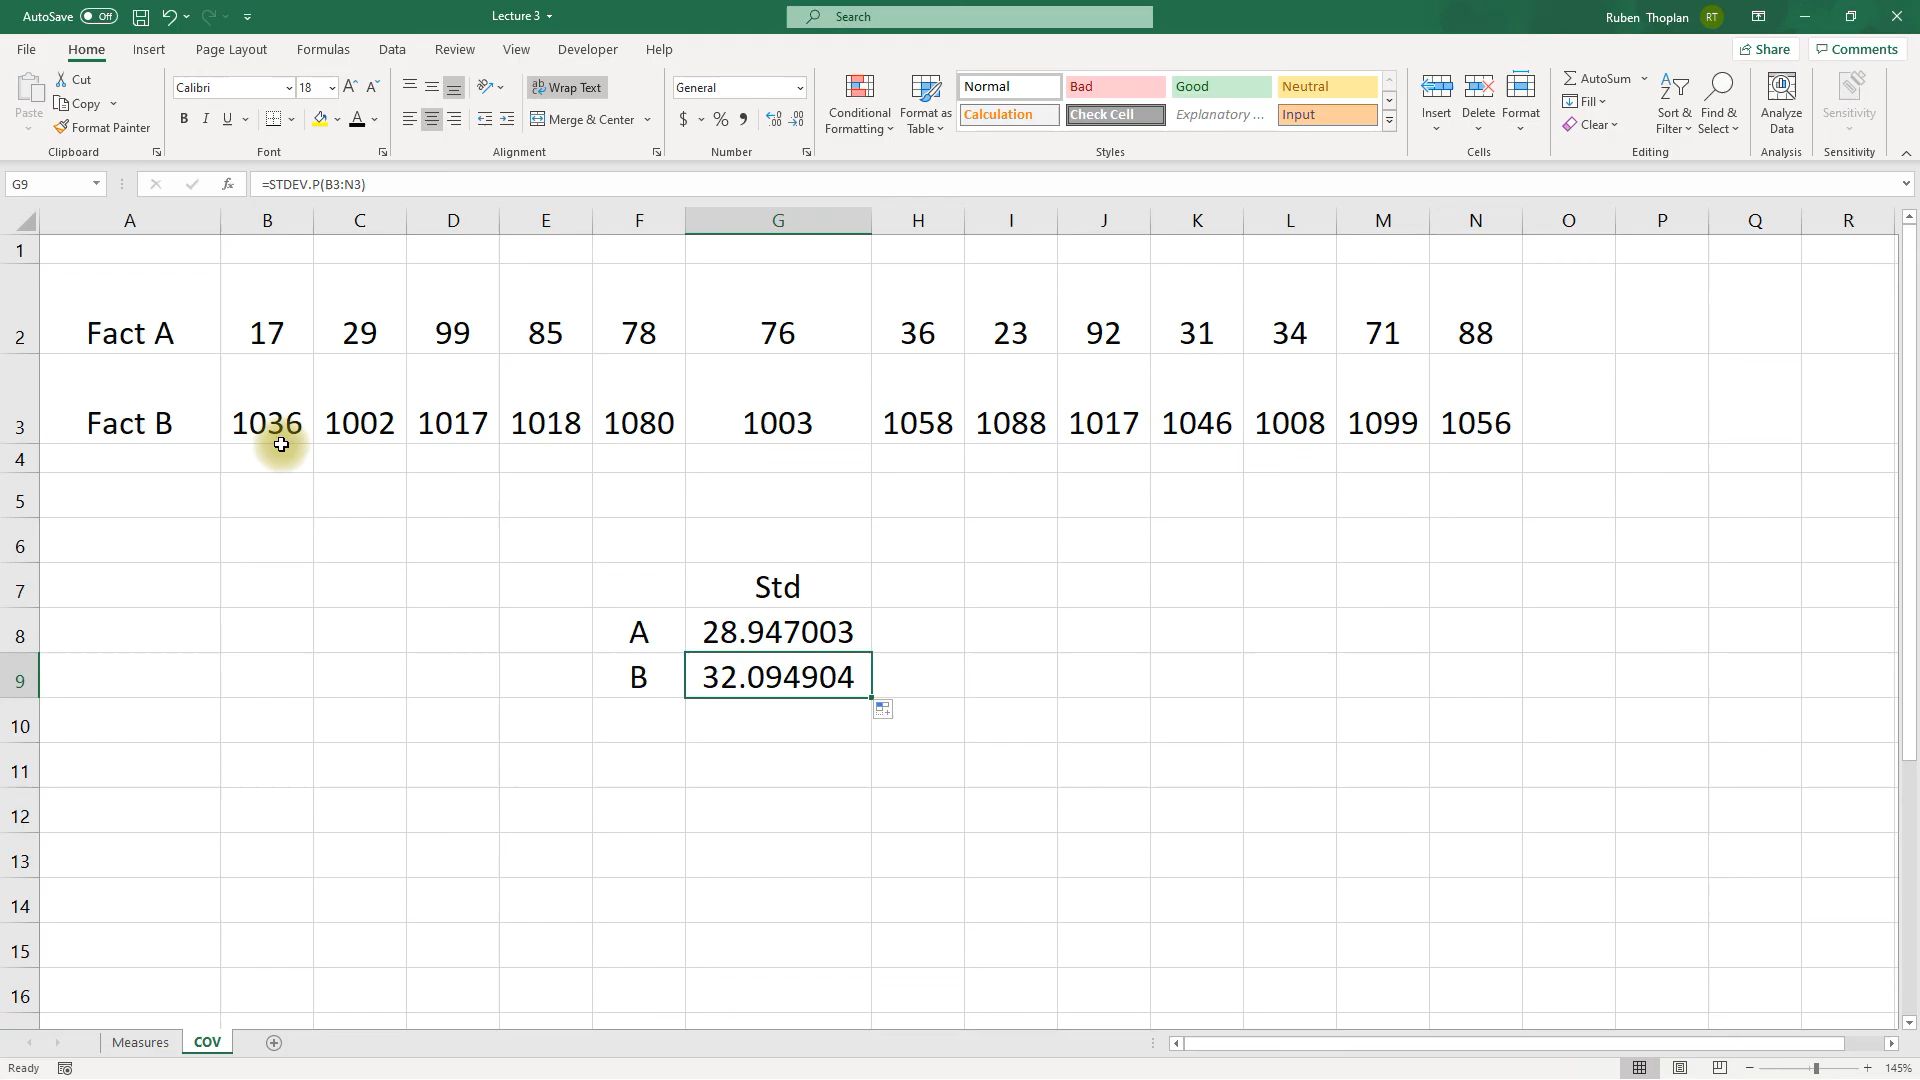 AutoSave Off Lecture 3 Search Ruben Thoplan RT
File Home Insert Page Layout Formulas Data Review View Developer Help Share Comments
Cut
Copy
Format Painter
Paste
Clipboard
Calibri 18 A A
B I U A
Font
Wrap Text
Merge & Center
Alignment
General
$ % ,
Number
Conditional Formatting
Format as Table
Normal Bad Good Neutral
Calculation Check Cell Explanatory ... Input
Styles
Insert Delete Format
Cells
AutoSum
Fill
Clear
Sort & Filter
Find & Select
Editing
Analyze Data
Analysis
Sensitivity
Sensitivity
G9 fx =STDEV.P(B3:N3)
A B C D E F G H I J K L M N O P Q R
1
2 Fact A 17 29 99 85 78 76 36 23 92 31 34 71 88
3 Fact B 1036 1002 1017 1018 1080 1003 1058 1088 1017 1046 1008 1099 1056
4
5
6
7 Std
8 A 28.947003
9 B 32.094904
10
11
12
13
14
15
16
Measures COV
Ready 145%